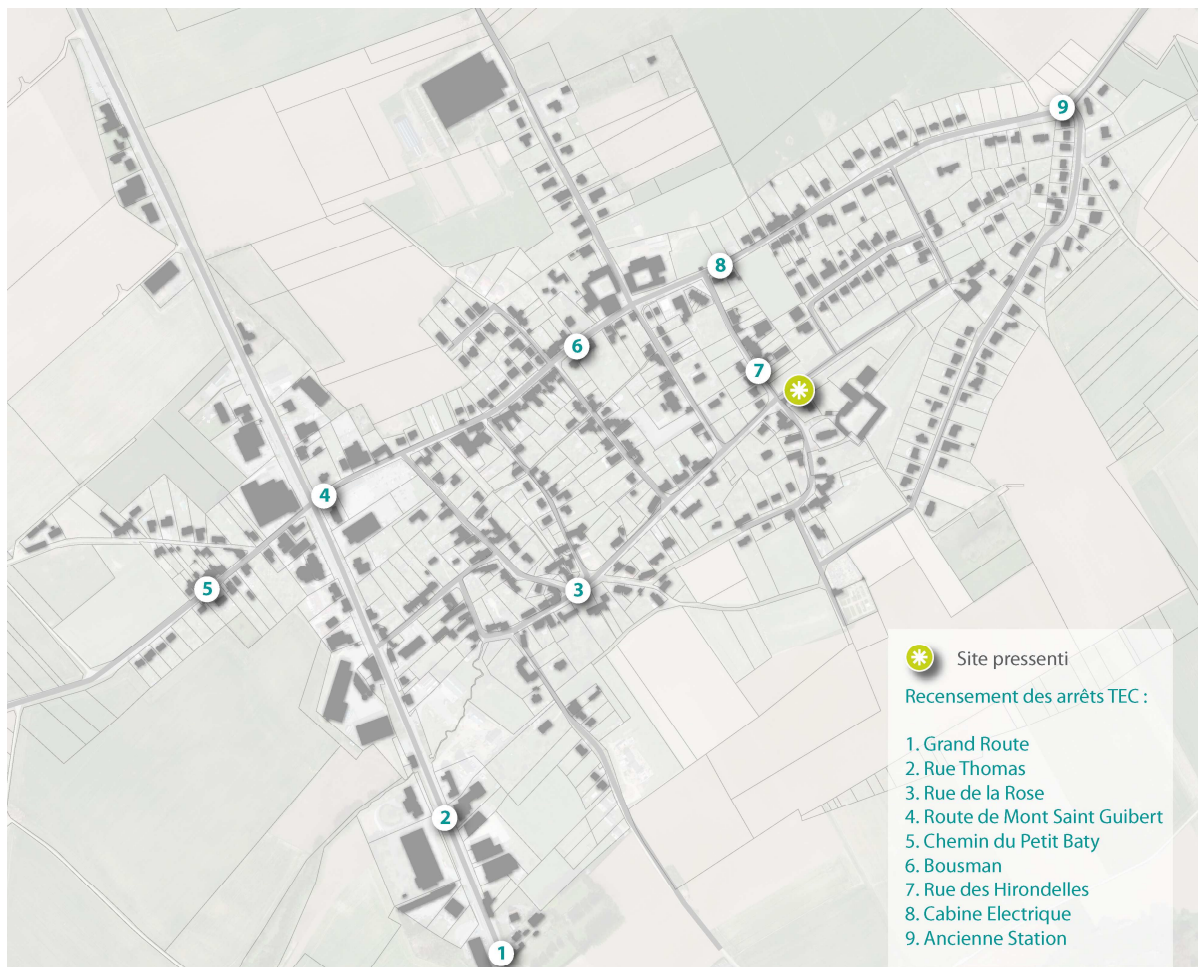 9
8
6
7
4
5
3
2
1
Site pressenti
Recensement des arrêts TEC :
1. Grand Route
2. Rue Thomas
3. Rue de la Rose
4. Route de Mont Saint Guibert
5. Chemin du Petit Baty
6. Bousman
7. Rue des Hirondelles
8. Cabine Electrique
9. Ancienne Station